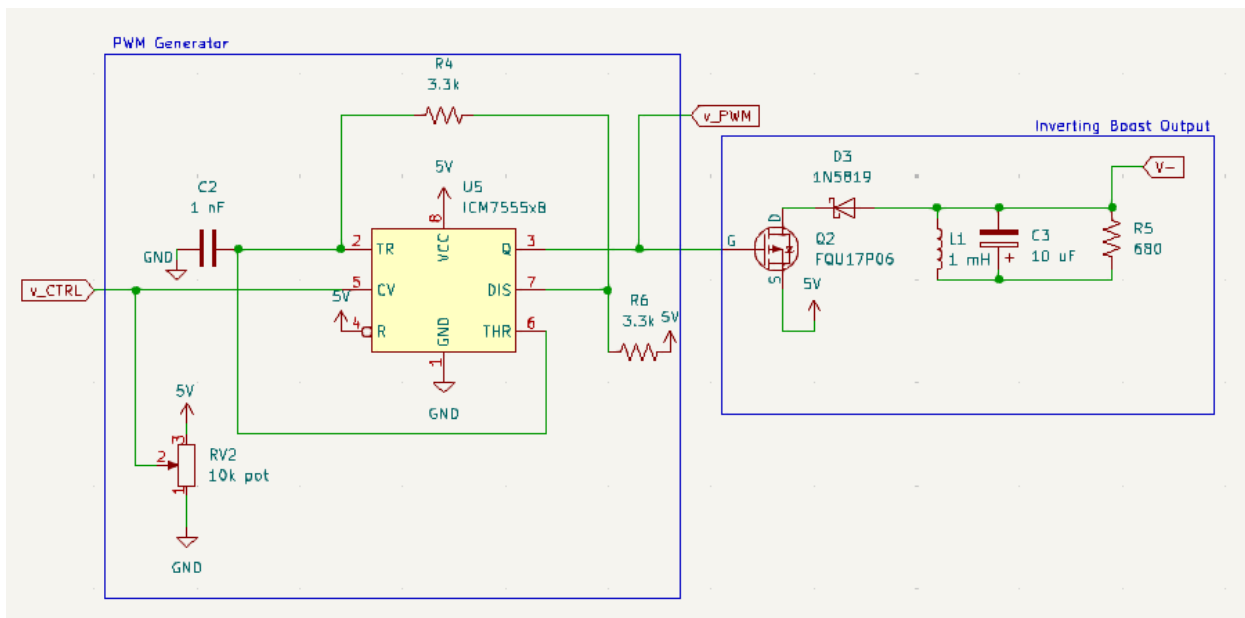 PWM Generator
R4
3.3k
v_PWM
Inverting Boost Output
D3
1N5819
V-
C2
1 nF
5V
U5
ICM7555xB
8
VCC
GND
2
TR
Q
3
G
D
S
Q2
FQU17P06
5V
L1
1 mH
C3
10 uF
+
R5
680
v_CTRL
5
CV
DIS
7
5V
4
R
GND
1
THR
6
R6
3.3k
5V
GND
5V
3
2
1
RV2
10k pot
GND